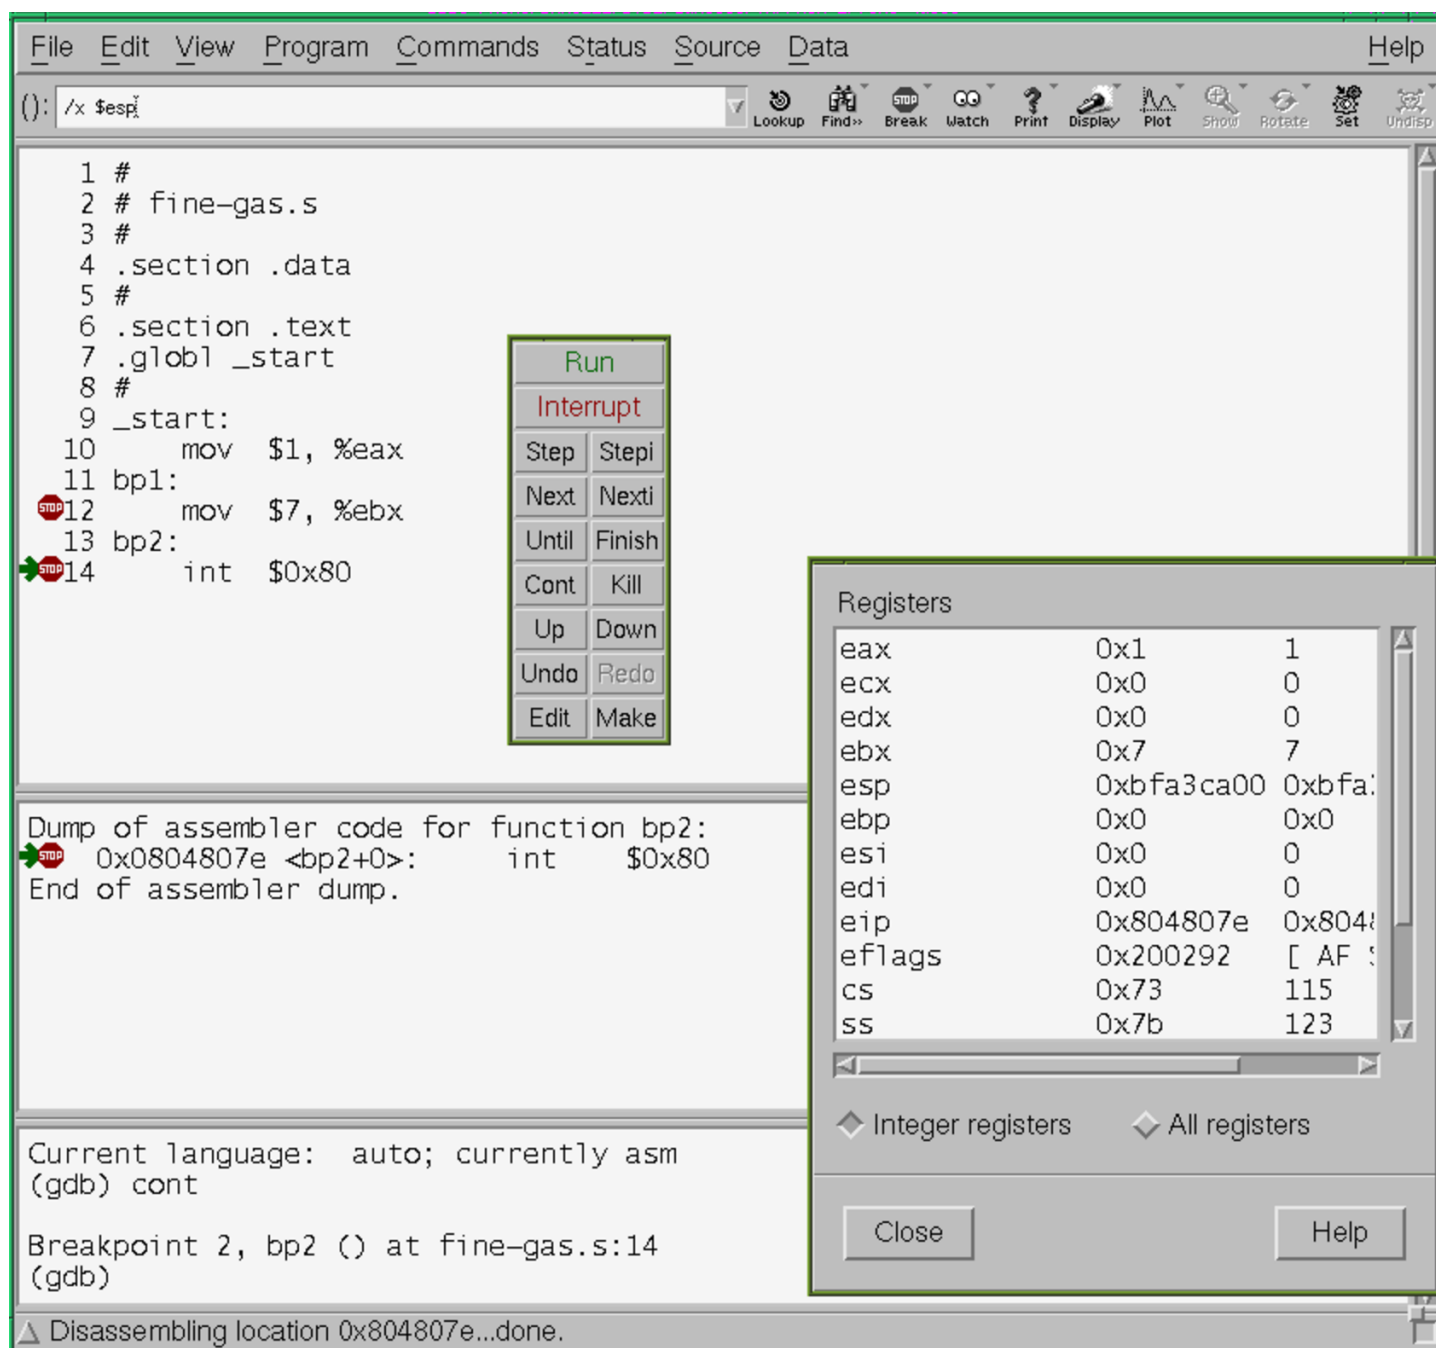 File Edit View Program Commands Status Source Data Help
(): /x $esp
Lookup Find» Break Watch Print Display Plot Show Rotate Set Undisp
1 #
2 # fine-gas.s
3 #
4 .section .data
5 #
6 .section .text
7 .globl _start
8 #
9 _start:
10 mov $1, %eax
11 bp1:
STOP 12 mov $7, %ebx
13 bp2:
STOP 14 int $0x80
Run
Interrupt
Step Stepi
Next Nexti
Until Finish
Cont Kill
Up Down
Undo Redo
Edit Make
Dump of assembler code for function bp2:
STOP 0x0804807e <bp2+0>: int $0x80
End of assembler dump.
Current language: auto; currently asm
(gdb) cont
Breakpoint 2, bp2 () at fine-gas.s:14
(gdb)
Registers
eax 0x1 1
ecx 0x0 0
edx 0x0 0
ebx 0x7 7
esp 0xbfa3ca00 0xbfa
ebp 0x0 0x0
esi 0x0 0
edi 0x0 0
eip 0x804807e 0x804
eflags 0x200292 [ AF
cs 0x73 115
ss 0x7b 123
Integer registers All registers
Close Help
Disassembling location 0x804807e...done.